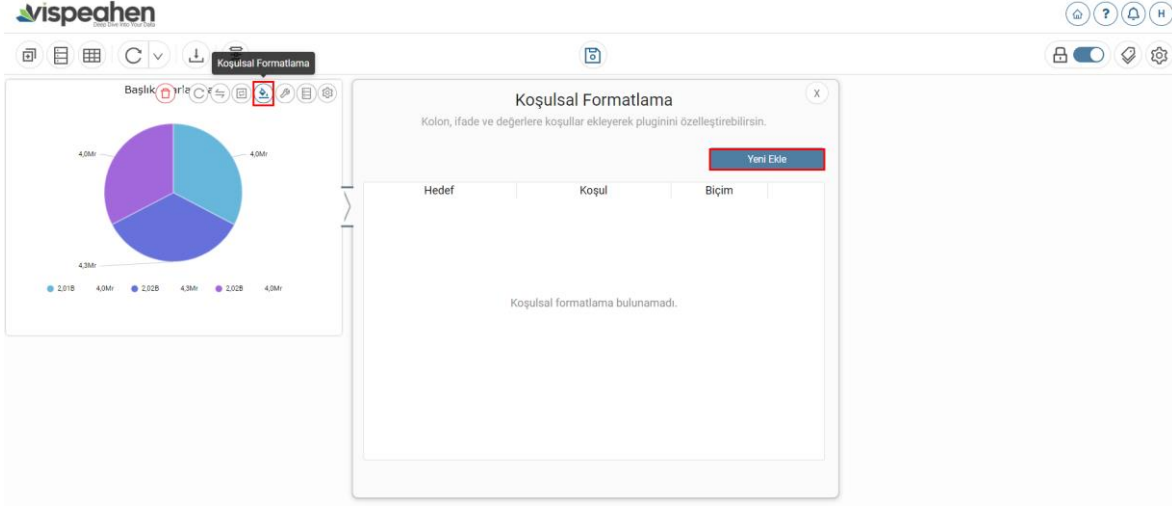 vispeahen
Deep Dive into Your Data
? H
Koşulsal Formatlama
Başlık
4,0Mr
4,0Mr
4,3Mr
2,01B 4,0Mr 2,02B 4,3Mr 2,02B 4,0Mr
Koşulsal Formatlama
X
Kolon, ifade ve değerlere koşullar ekleyerek pluginini özelleştirebilirsin.
Yeni Ekle
Hedef Koşul Biçim
Koşulsal formatlama bulunamadı.